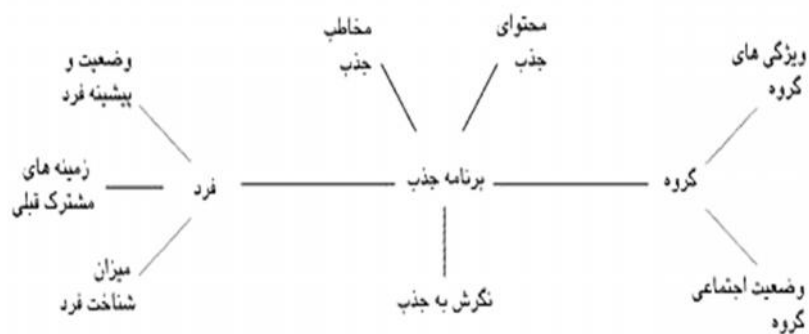 ویژگی های
گروه
محتوای
جذب
مخاطب
جذب
وضعیت و
پیشینه فرد
گروه
برنامه جذب
فرد
زمینه های
مشترک قبلی
وضعیت اجتماعی
گروه
نگرش به جذب
میزان
شناخت فرد